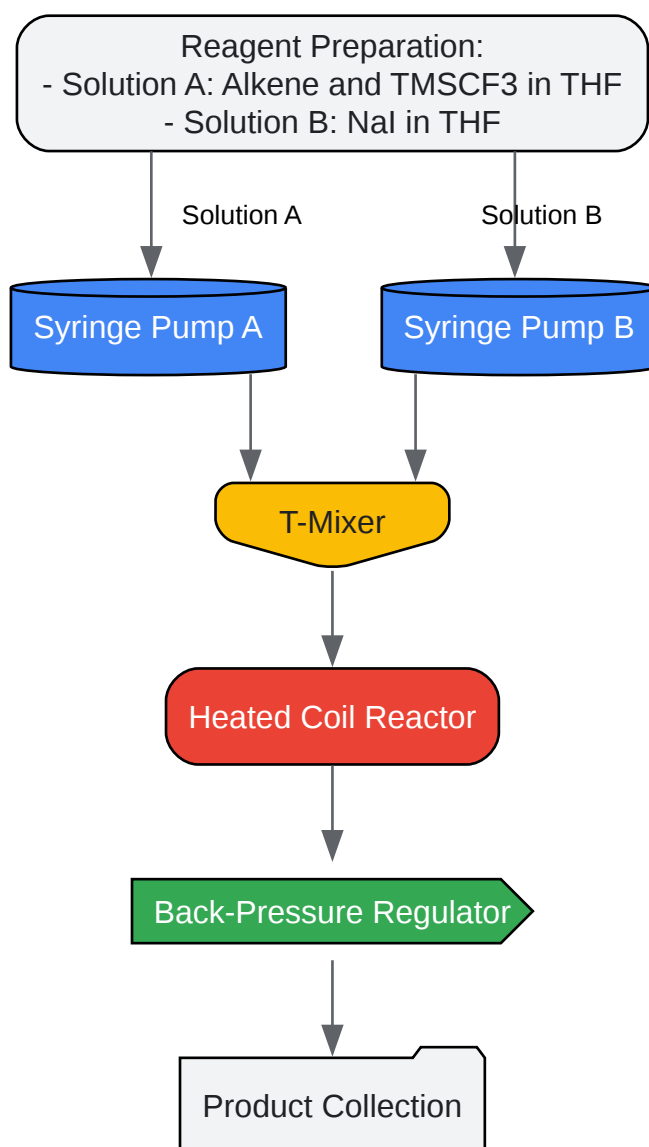 Reagent Preparation:
- Solution A: Alkene and TMSCF3 in THF
- Solution B: NaI in THF
Solution A
Solution B
Syringe Pump A
Syringe Pump B
T-Mixer
Heated Coil Reactor
Back-Pressure Regulator
Product Collection